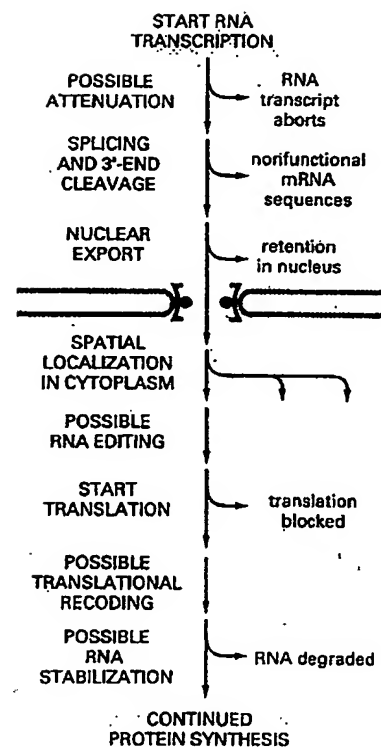 START RNA
TRANSCRIPTION
POSSIBLE
ATTENUATION
RNA
transcript
aborts
SPLICING
AND 3'-END
CLEAVAGE
nonfunctional
mRNA
sequences
NUCLEAR
EXPORT
retention
in nucleus
SPATIAL
LOCALIZATION
IN CYTOPLASM
POSSIBLE
RNA EDITING
START
TRANSLATION
translation
blocked
POSSIBLE
TRANSLATIONAL
RECODING
POSSIBLE
RNA
STABILIZATION
RNA degraded
CONTINUED
PROTEIN SYNTHESIS